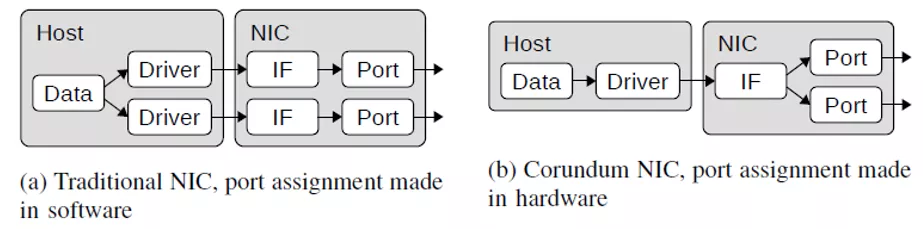 Host
NIC
Driver
IF
Port
Data
Driver
IF
Port
(a) Traditional NIC, port assignment made
in software
Host
NIC
Port
Data
Driver
IF
Port
(b) Corundum NIC, port assignment made
in hardware